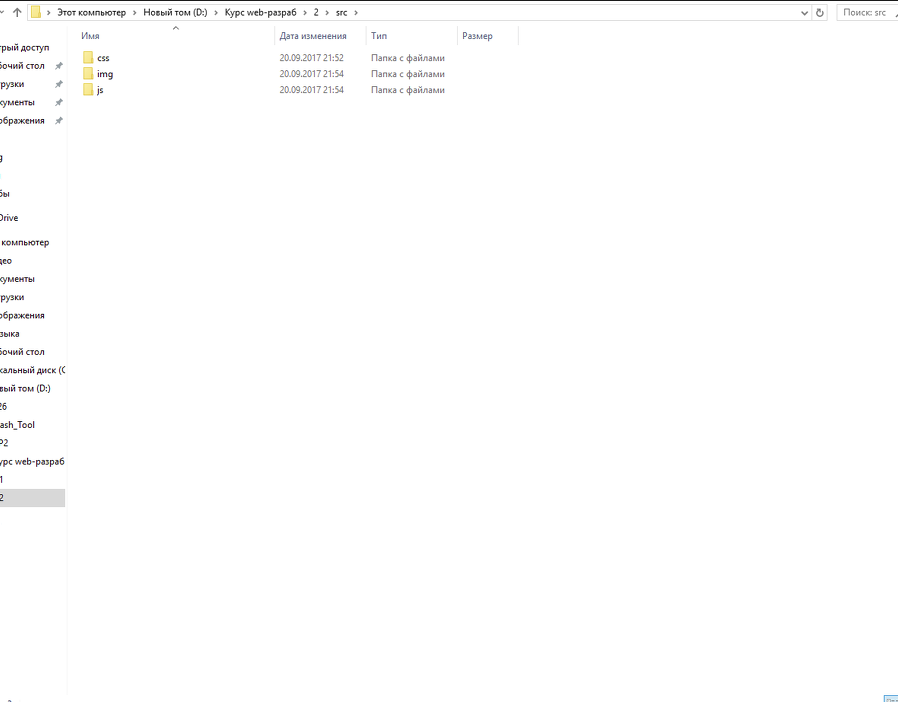 Этот компьютер > Новый том (D:) > Курс web-разраб > 2 > src >
Поиск: src
Имя Дата изменения Тип Размер
css 20.09.2017 21:52 Папка с файлами
img 20.09.2017 21:54 Папка с файлами
js 20.09.2017 21:54 Папка с файлами
трый доступ
бочий стол
рузки
кументы
ображения
g
бы
Drive
компьютер
део
кументы
рузки
ображения
зыка
бочий стол
кальный диск (C
вый том (D:)
26
ash_Tool
P2
урс web-разраб
1
2